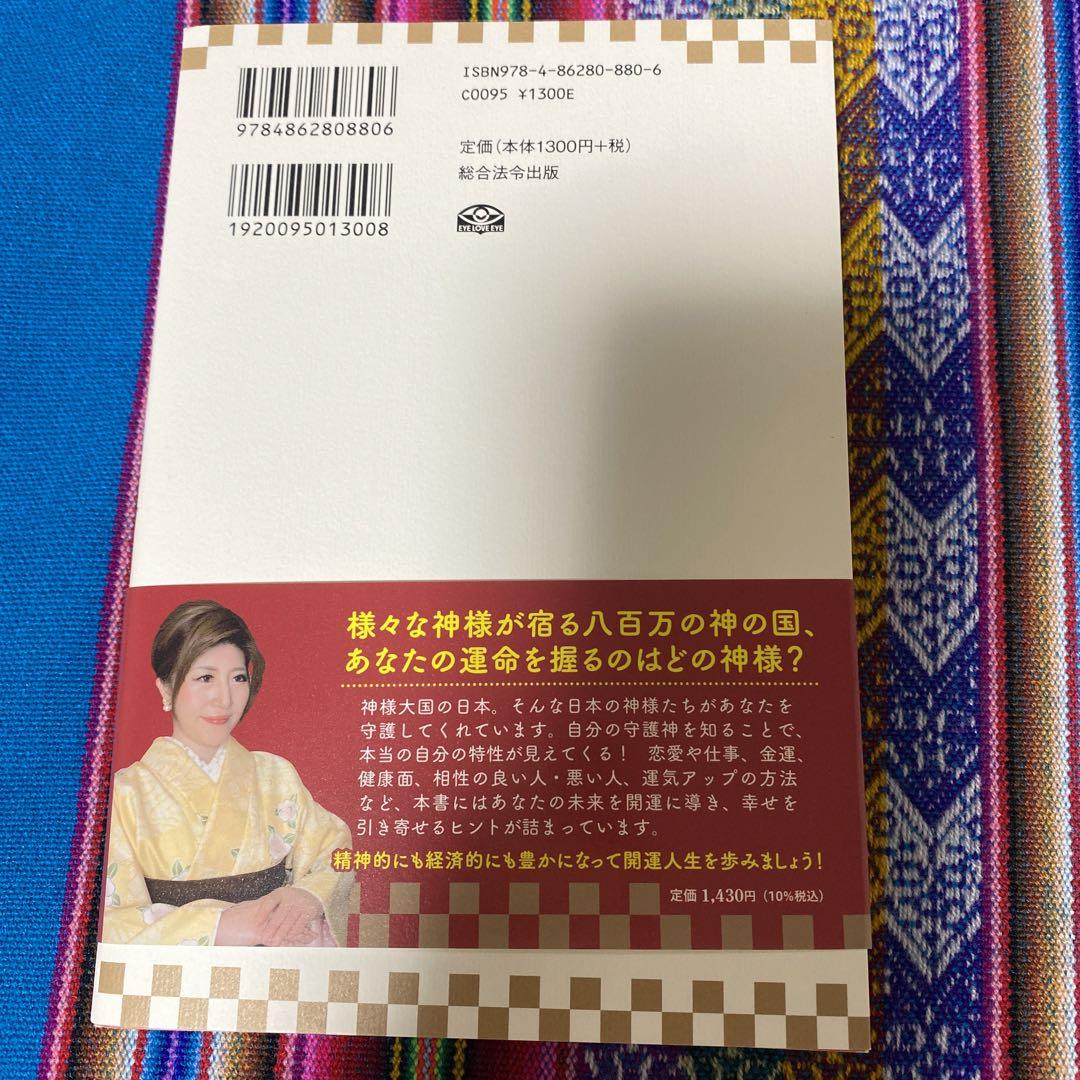 ISBN978-4-86280-880-6
C0095 ¥1300E
9784862808806
定価(本体1300円+税)
総合法令出版
1920095013008
EYE LOVE EYE
様々な神様が宿る八百万の神の国、
あなたの運命を握るのはどの神様?
神様大国の日本。そんな日本の神様たちがあなたを
守護してくれています。自分の守護神を知ることで、
本当の自分の特性が見えてくる! 恋愛や仕事、金運、
健康面、相性の良い人・悪い人、運気アップの方法
など、本書にはあなたの未来を開運に導き、幸せを
引き寄せるヒントが詰まっています。
精神的にも経済的にも豊かになって開運人生を歩みましょう!
定価 1,430円 (10%税込)